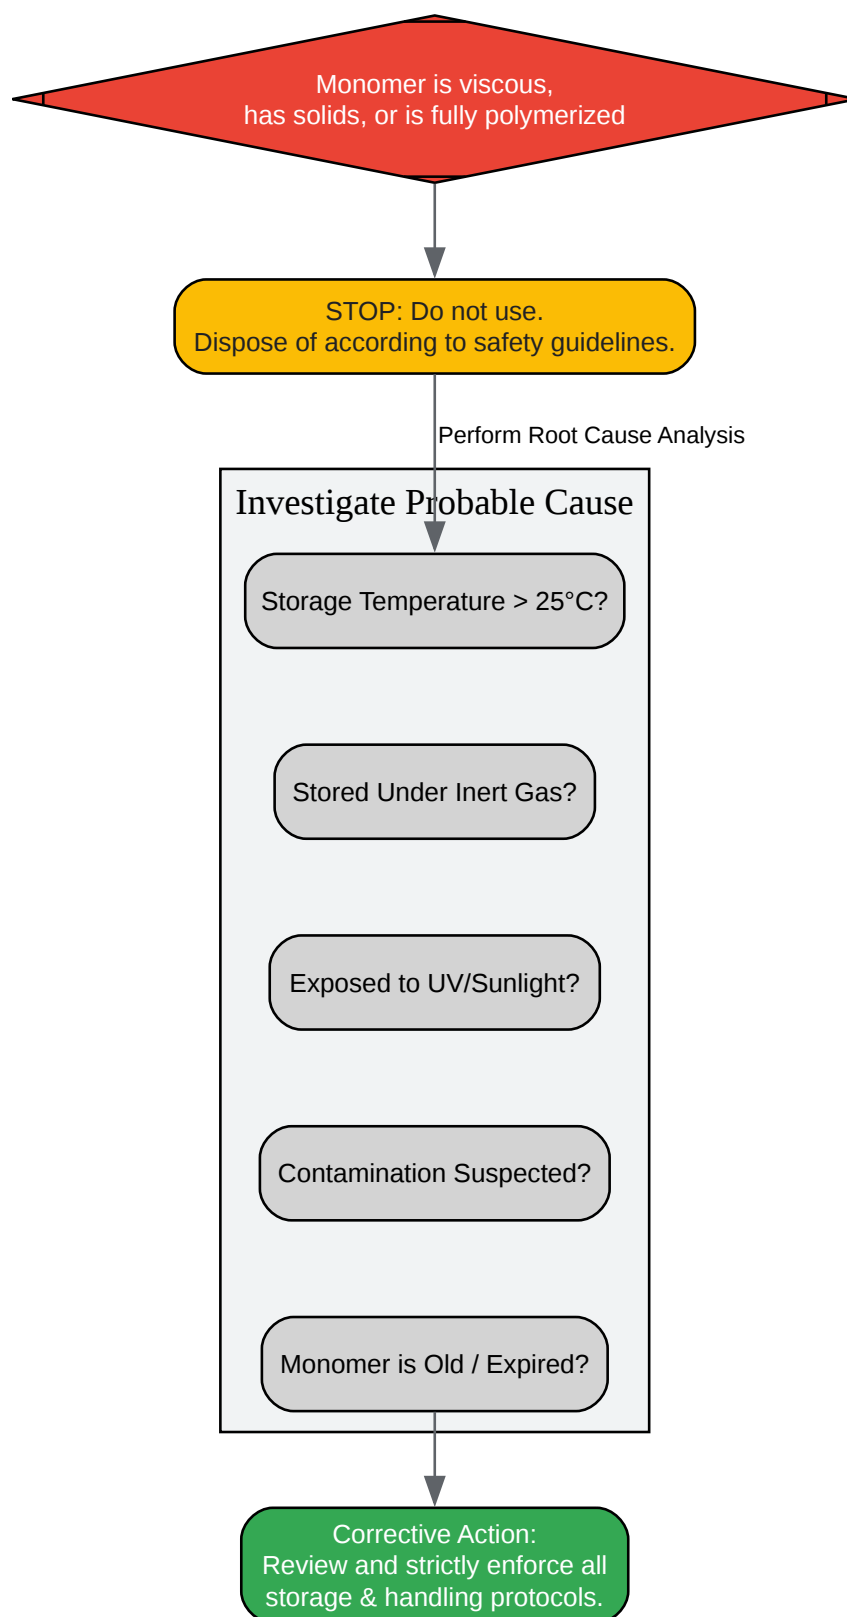 Monomer is viscous,
has solids, or is fully polymerized
STOP: Do not use.
Dispose of according to safety guidelines.
Perform Root Cause Analysis
Investigate Probable Cause
Storage Temperature > 25°C?
Stored Under Inert Gas?
Exposed to UV/Sunlight?
Contamination Suspected?
Monomer is Old / Expired?
Corrective Action:
Review and strictly enforce all
storage & handling protocols.